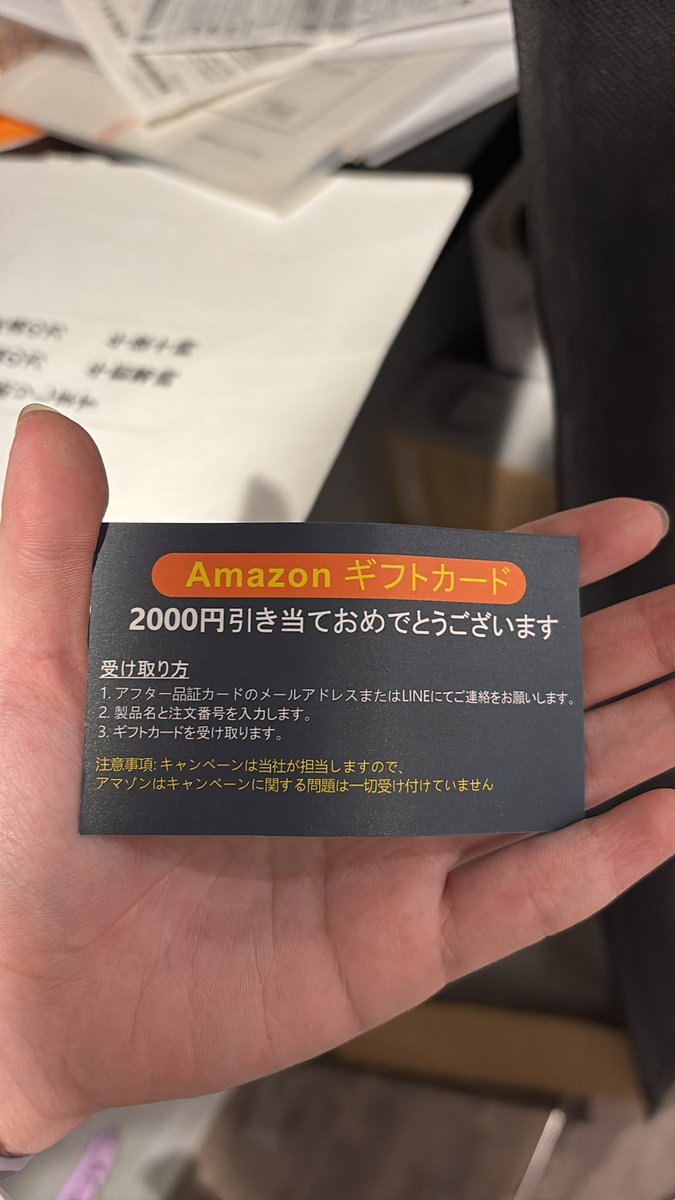 Amazon ギフトカード
2000円引き当ておめでとうございます
受け取り方
1. アフター品証カードのメールアドレスまたはLINEにてご連絡をお願いします。
2. 製品名と注文番号を入力します。
3. ギフトカードを受け取ります。
注意事項: キャンペーンは当社が担当しますので、
アマゾンはキャンペーンに関する問題は一切受け付けていません